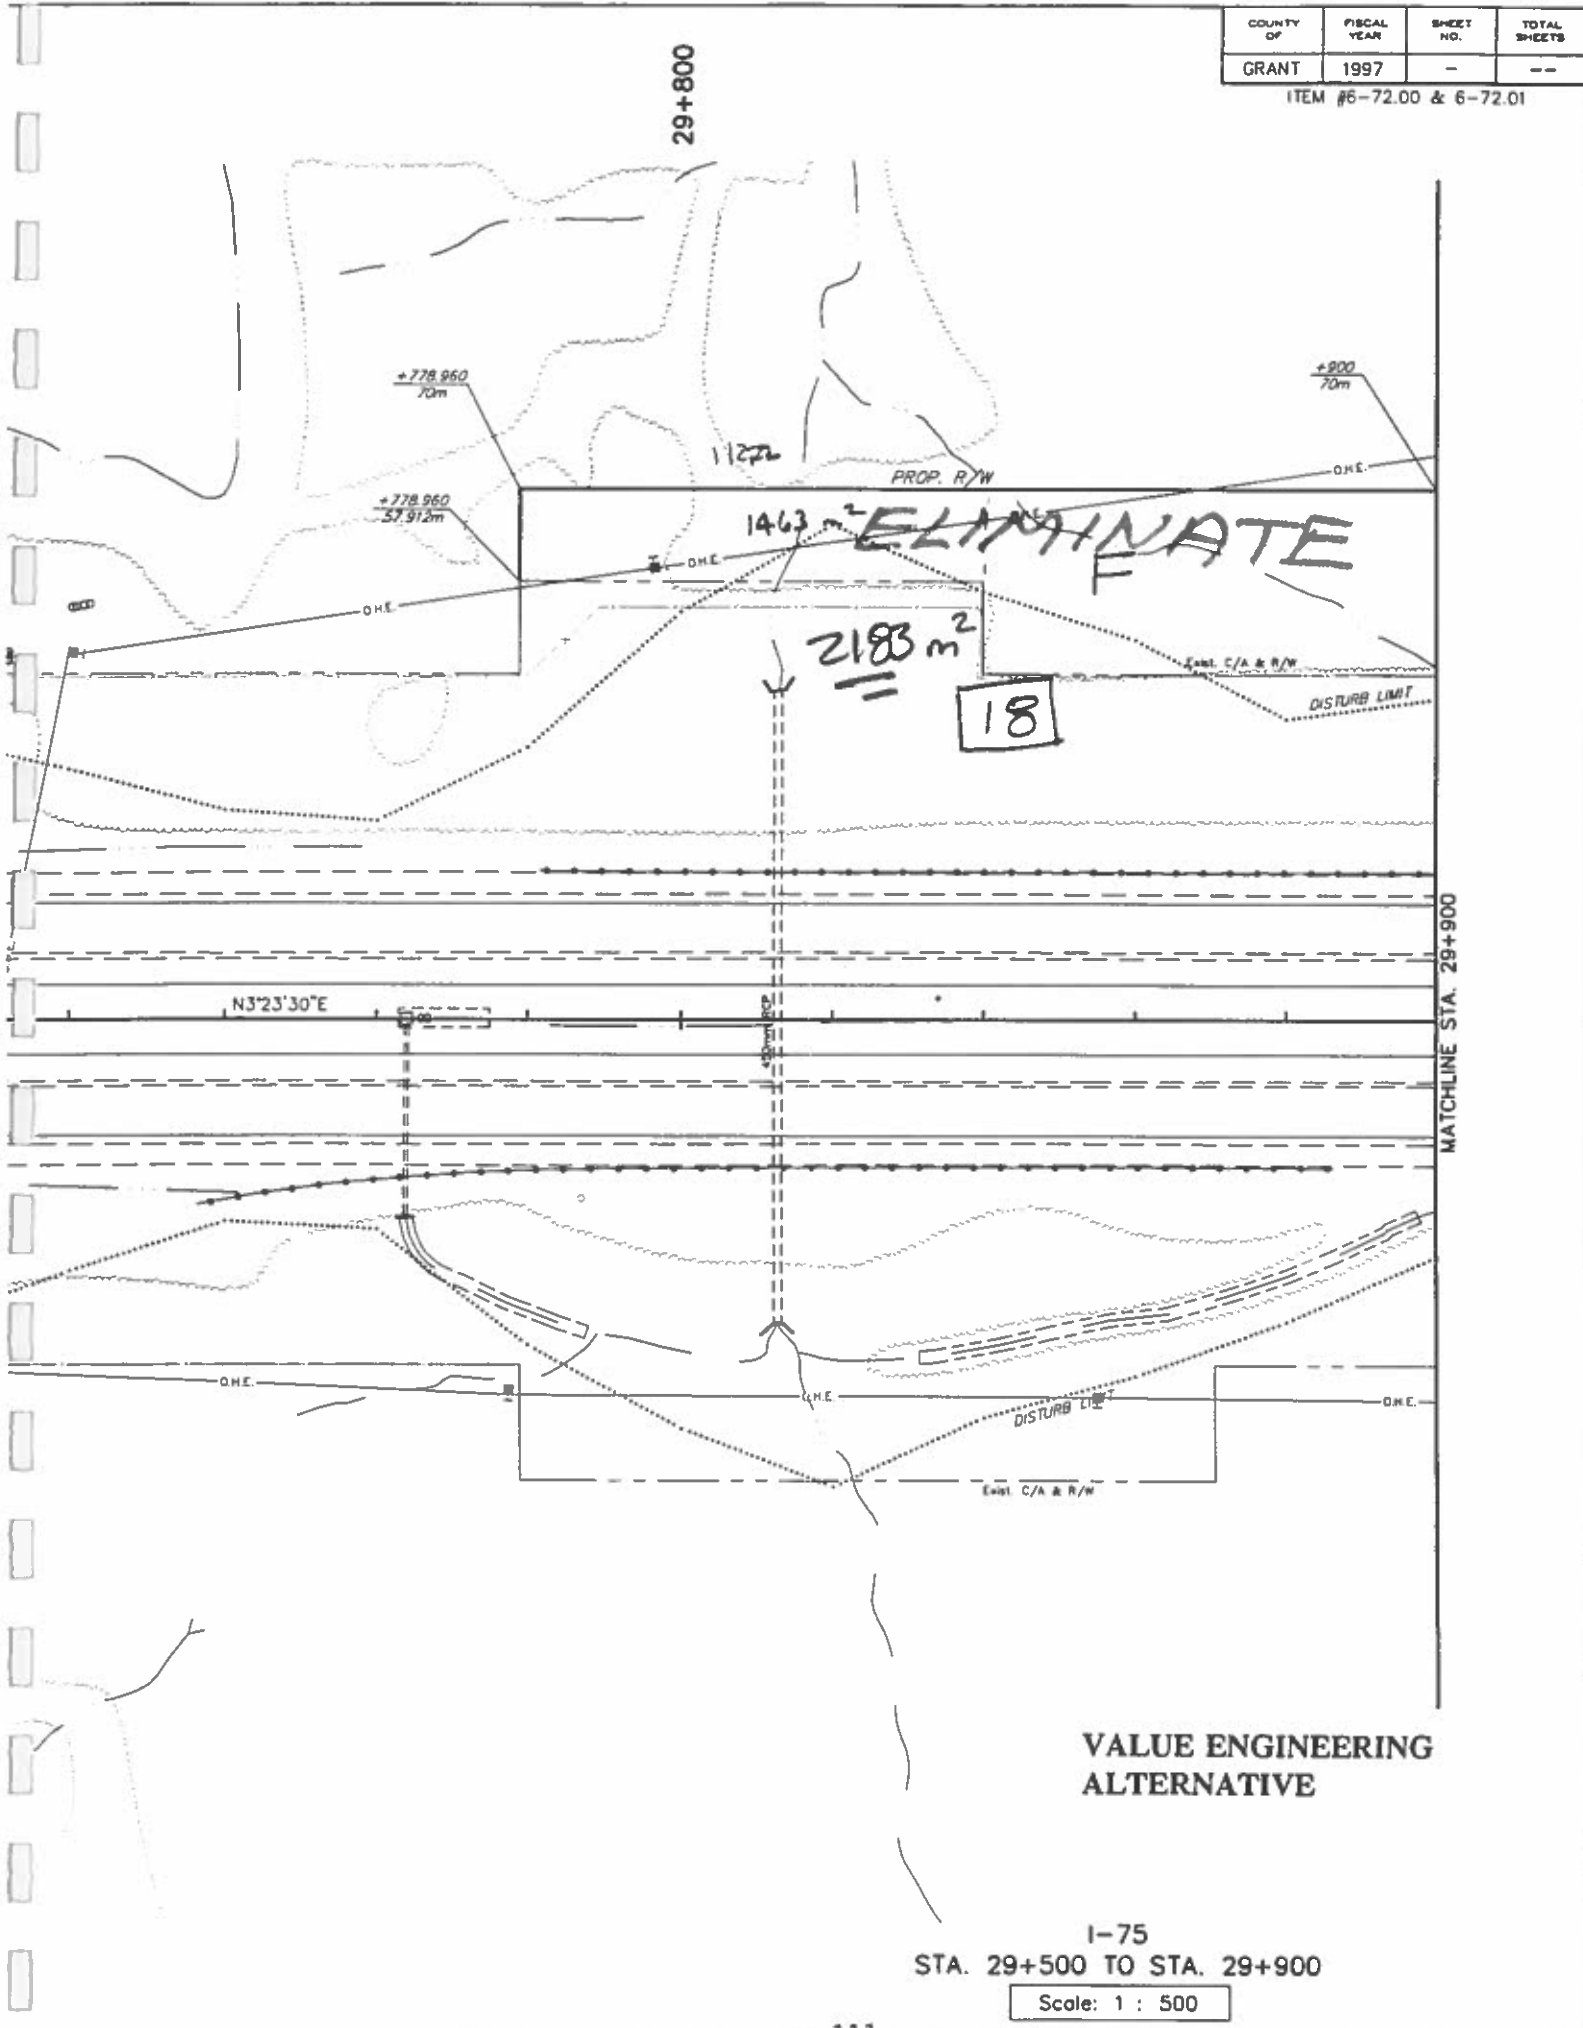 COUNTY OF
FISCAL YEAR
SHEET NO.
TOTAL SHEETS
GRANT
1997
-
--
ITEM #6-72.00 & 6-72.01
29+800
+778.960
70m
+900
70m
PROP. R/W
O.H.E.
+778.960
57.912m
1463 m²
ELIMINATE
F
O.H.E.
O.H.E.
2183 m²
Exist. C/A & R/W
18
DISTURB LIMIT
MATCHLINE STA. 29+900
N3°23'30"E
450mm RCP
O.H.E.
O.H.E.
O.H.E.
DISTURB LIMIT
Exist. C/A & R/W
VALUE ENGINEERING
ALTERNATIVE
I-75
STA. 29+500 TO STA. 29+900
Scale: 1 : 500